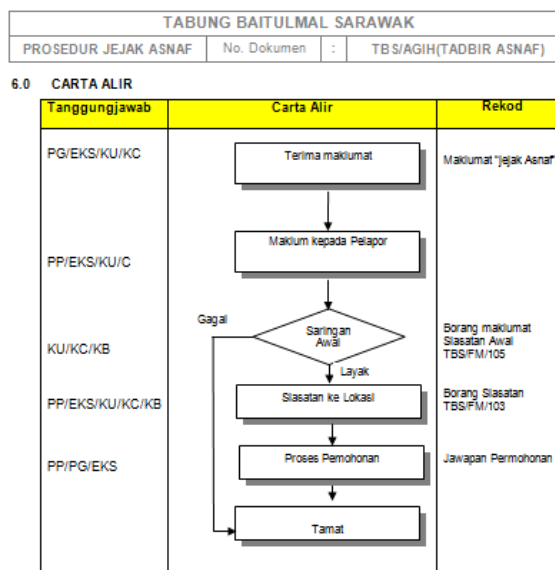 TABUNG BAITULMAL SARAWAK
PROSEDUR JEJAK ASNAF No. Dokumen : TBS/AGIH(TADBIR ASNAF)
6.0 CARTA ALIR
Tanggungjawab Carta Alir Rekod
PG/EKS/KU/KC Terima maklumat Maklumat "jejak Asnaf"
Maklum kepada Pelapor
PP/EKS/KU/C
Gagal
Saringan
Awal
KU/KC/KB
Borang maklumat
Siasatan Awal
TBS/FM/105
Layak
PP/EKS/KU/KC/KB Siasatan ke Lokasi
Borang Siasatan
TBS/FM/103
PP/PG/EKS Proses Pemohonan Jawapan Permohonan
Tamat